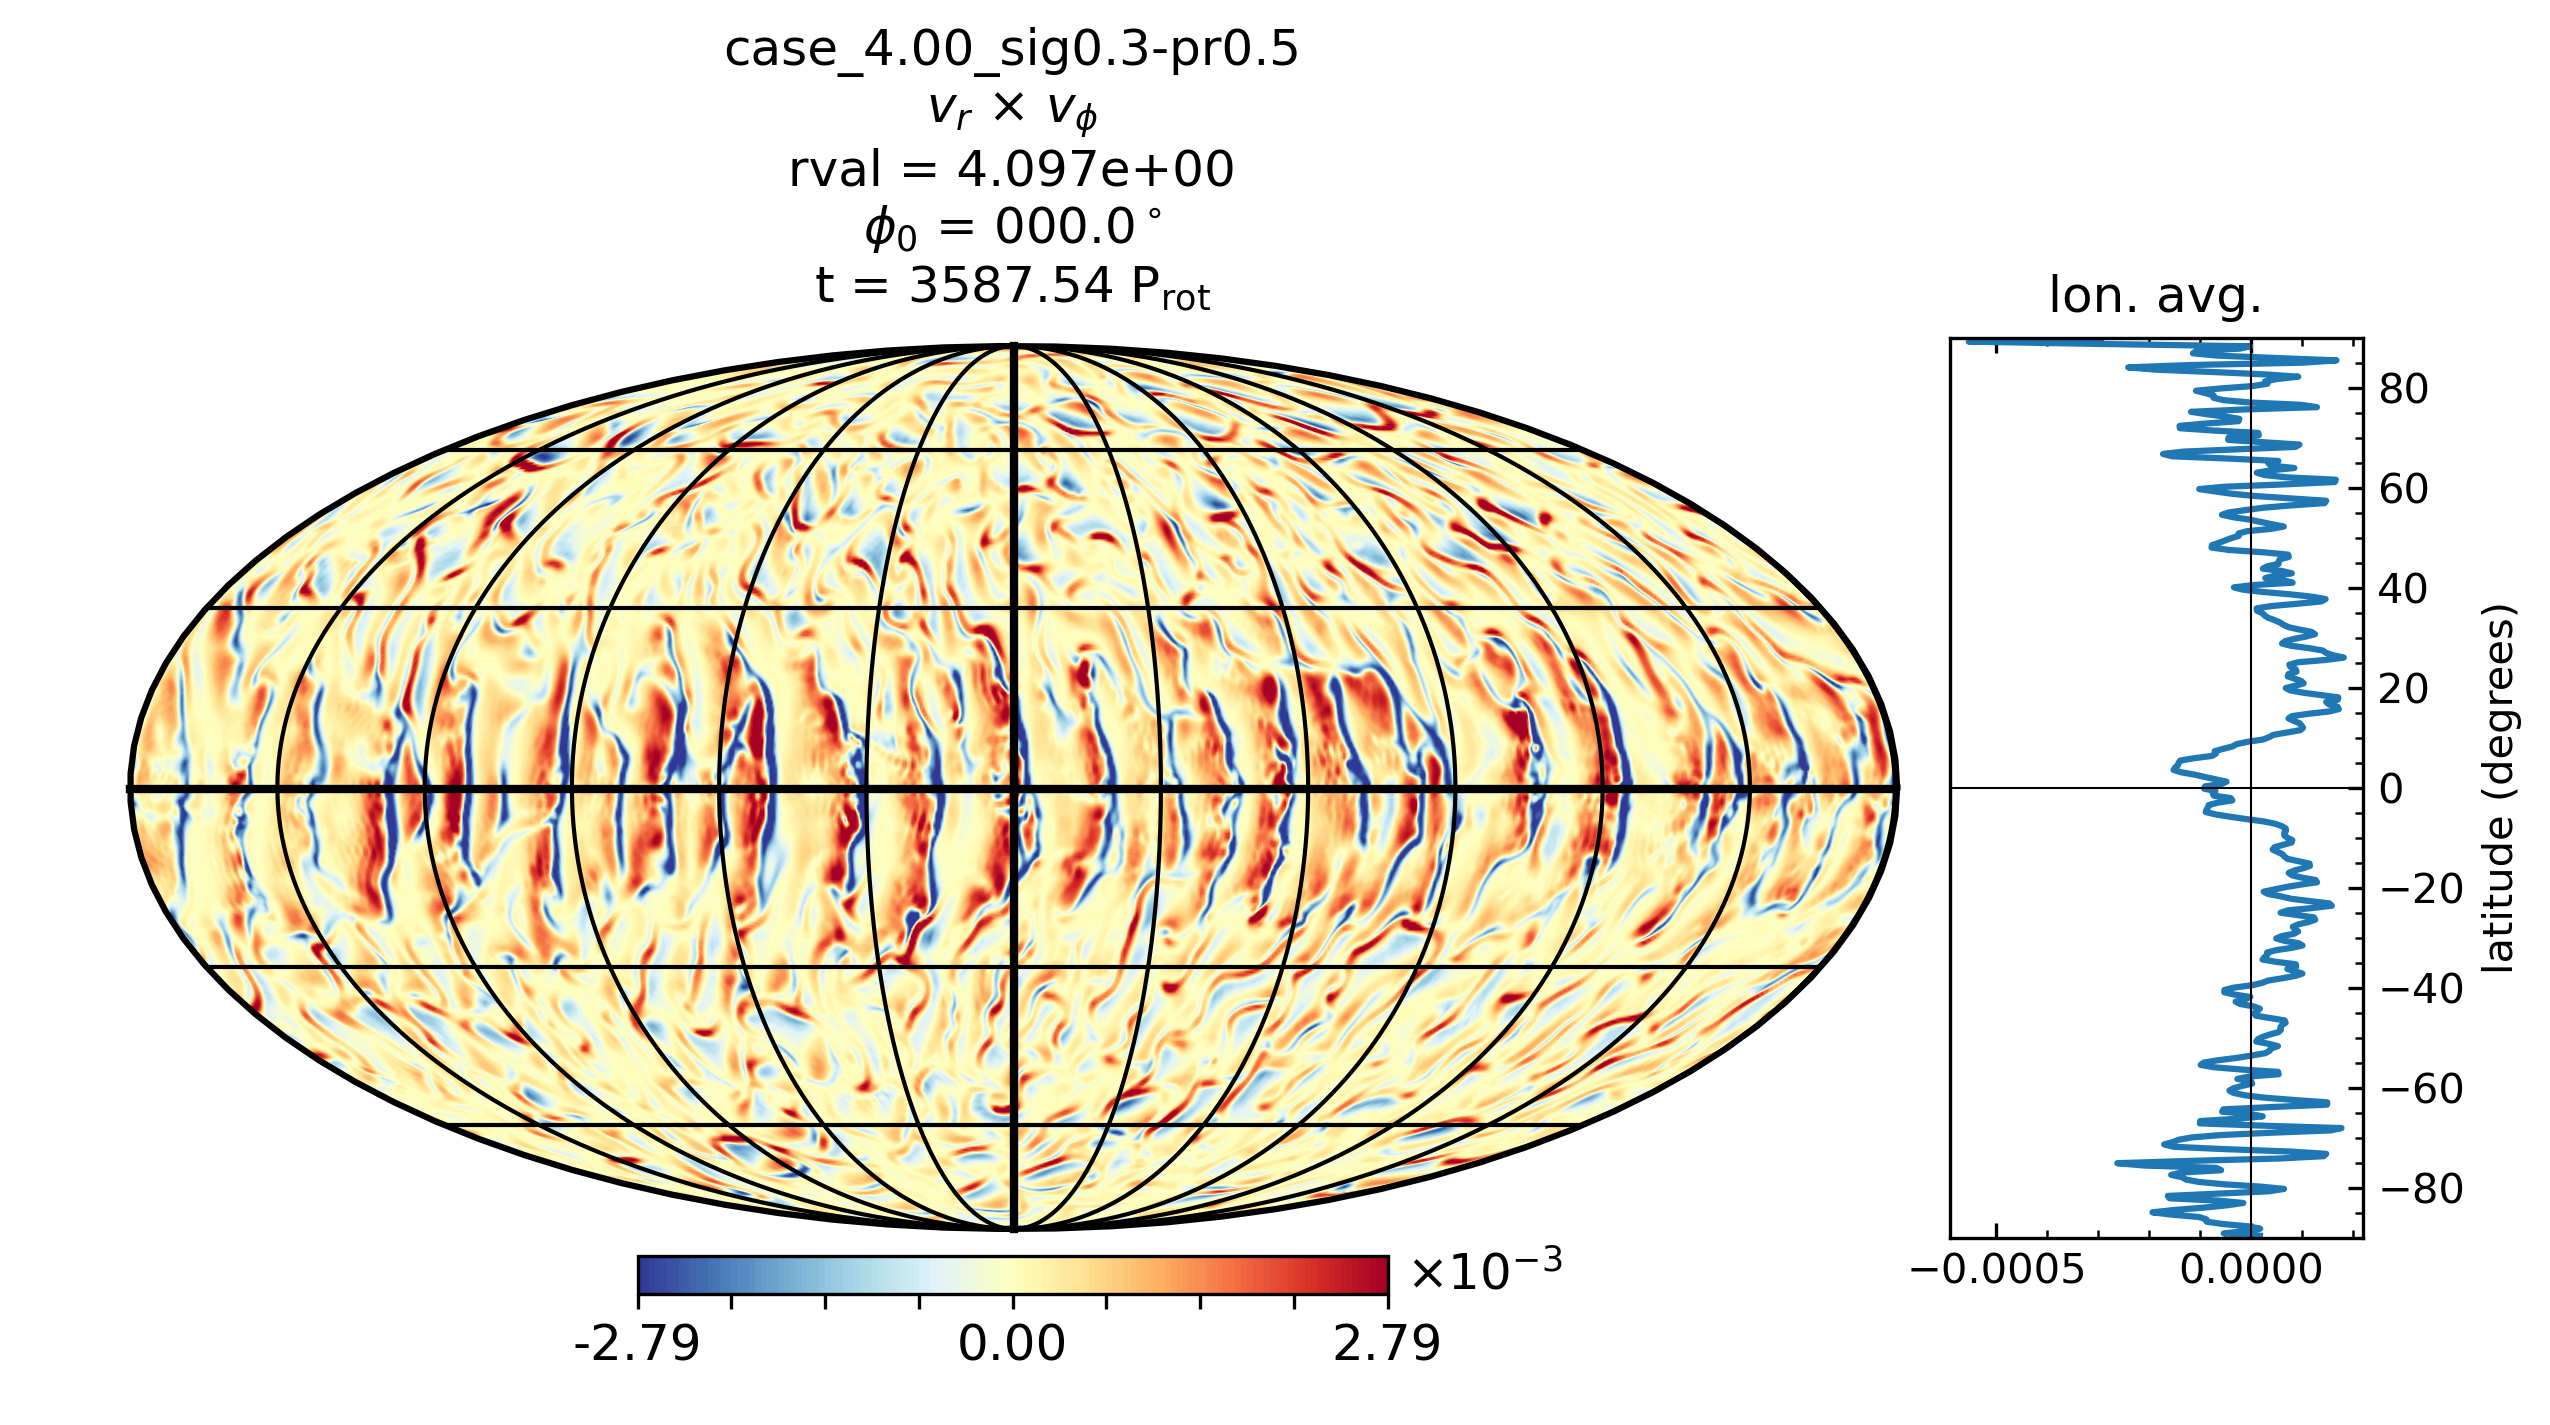 case_4.00_sig0.3-pr0.5
v_r × v_ϕ
rval = 4.097e+00
ϕ_0 = 000.0°
t = 3587.54 P_rot
lon. avg.
80
60
40
20
0
−20
−40
−60
−80
latitude (degrees)
−0.0005 0.0000
×10⁻³
-2.79 0.00 2.79